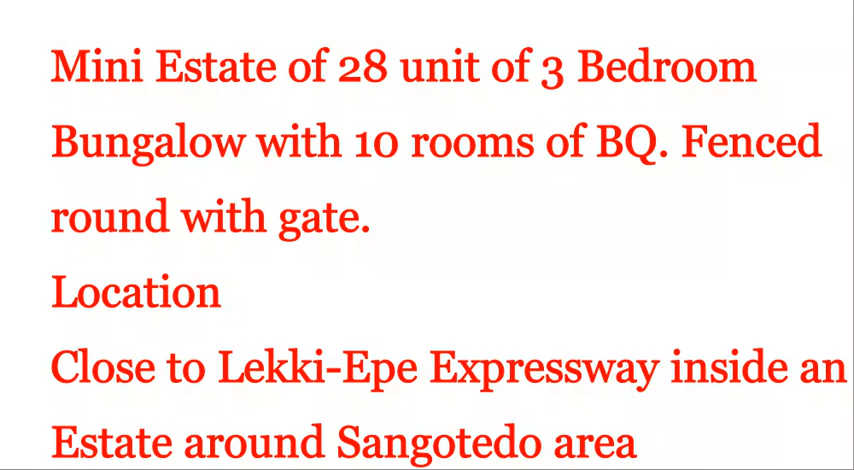 Mini Estate of 28 unit of 3 Bedroom
Bungalow with 10 rooms of BQ. Fenced
round with gate.
Location
Close to Lekki-Epe Expressway inside an
Estate around Sangotedo area